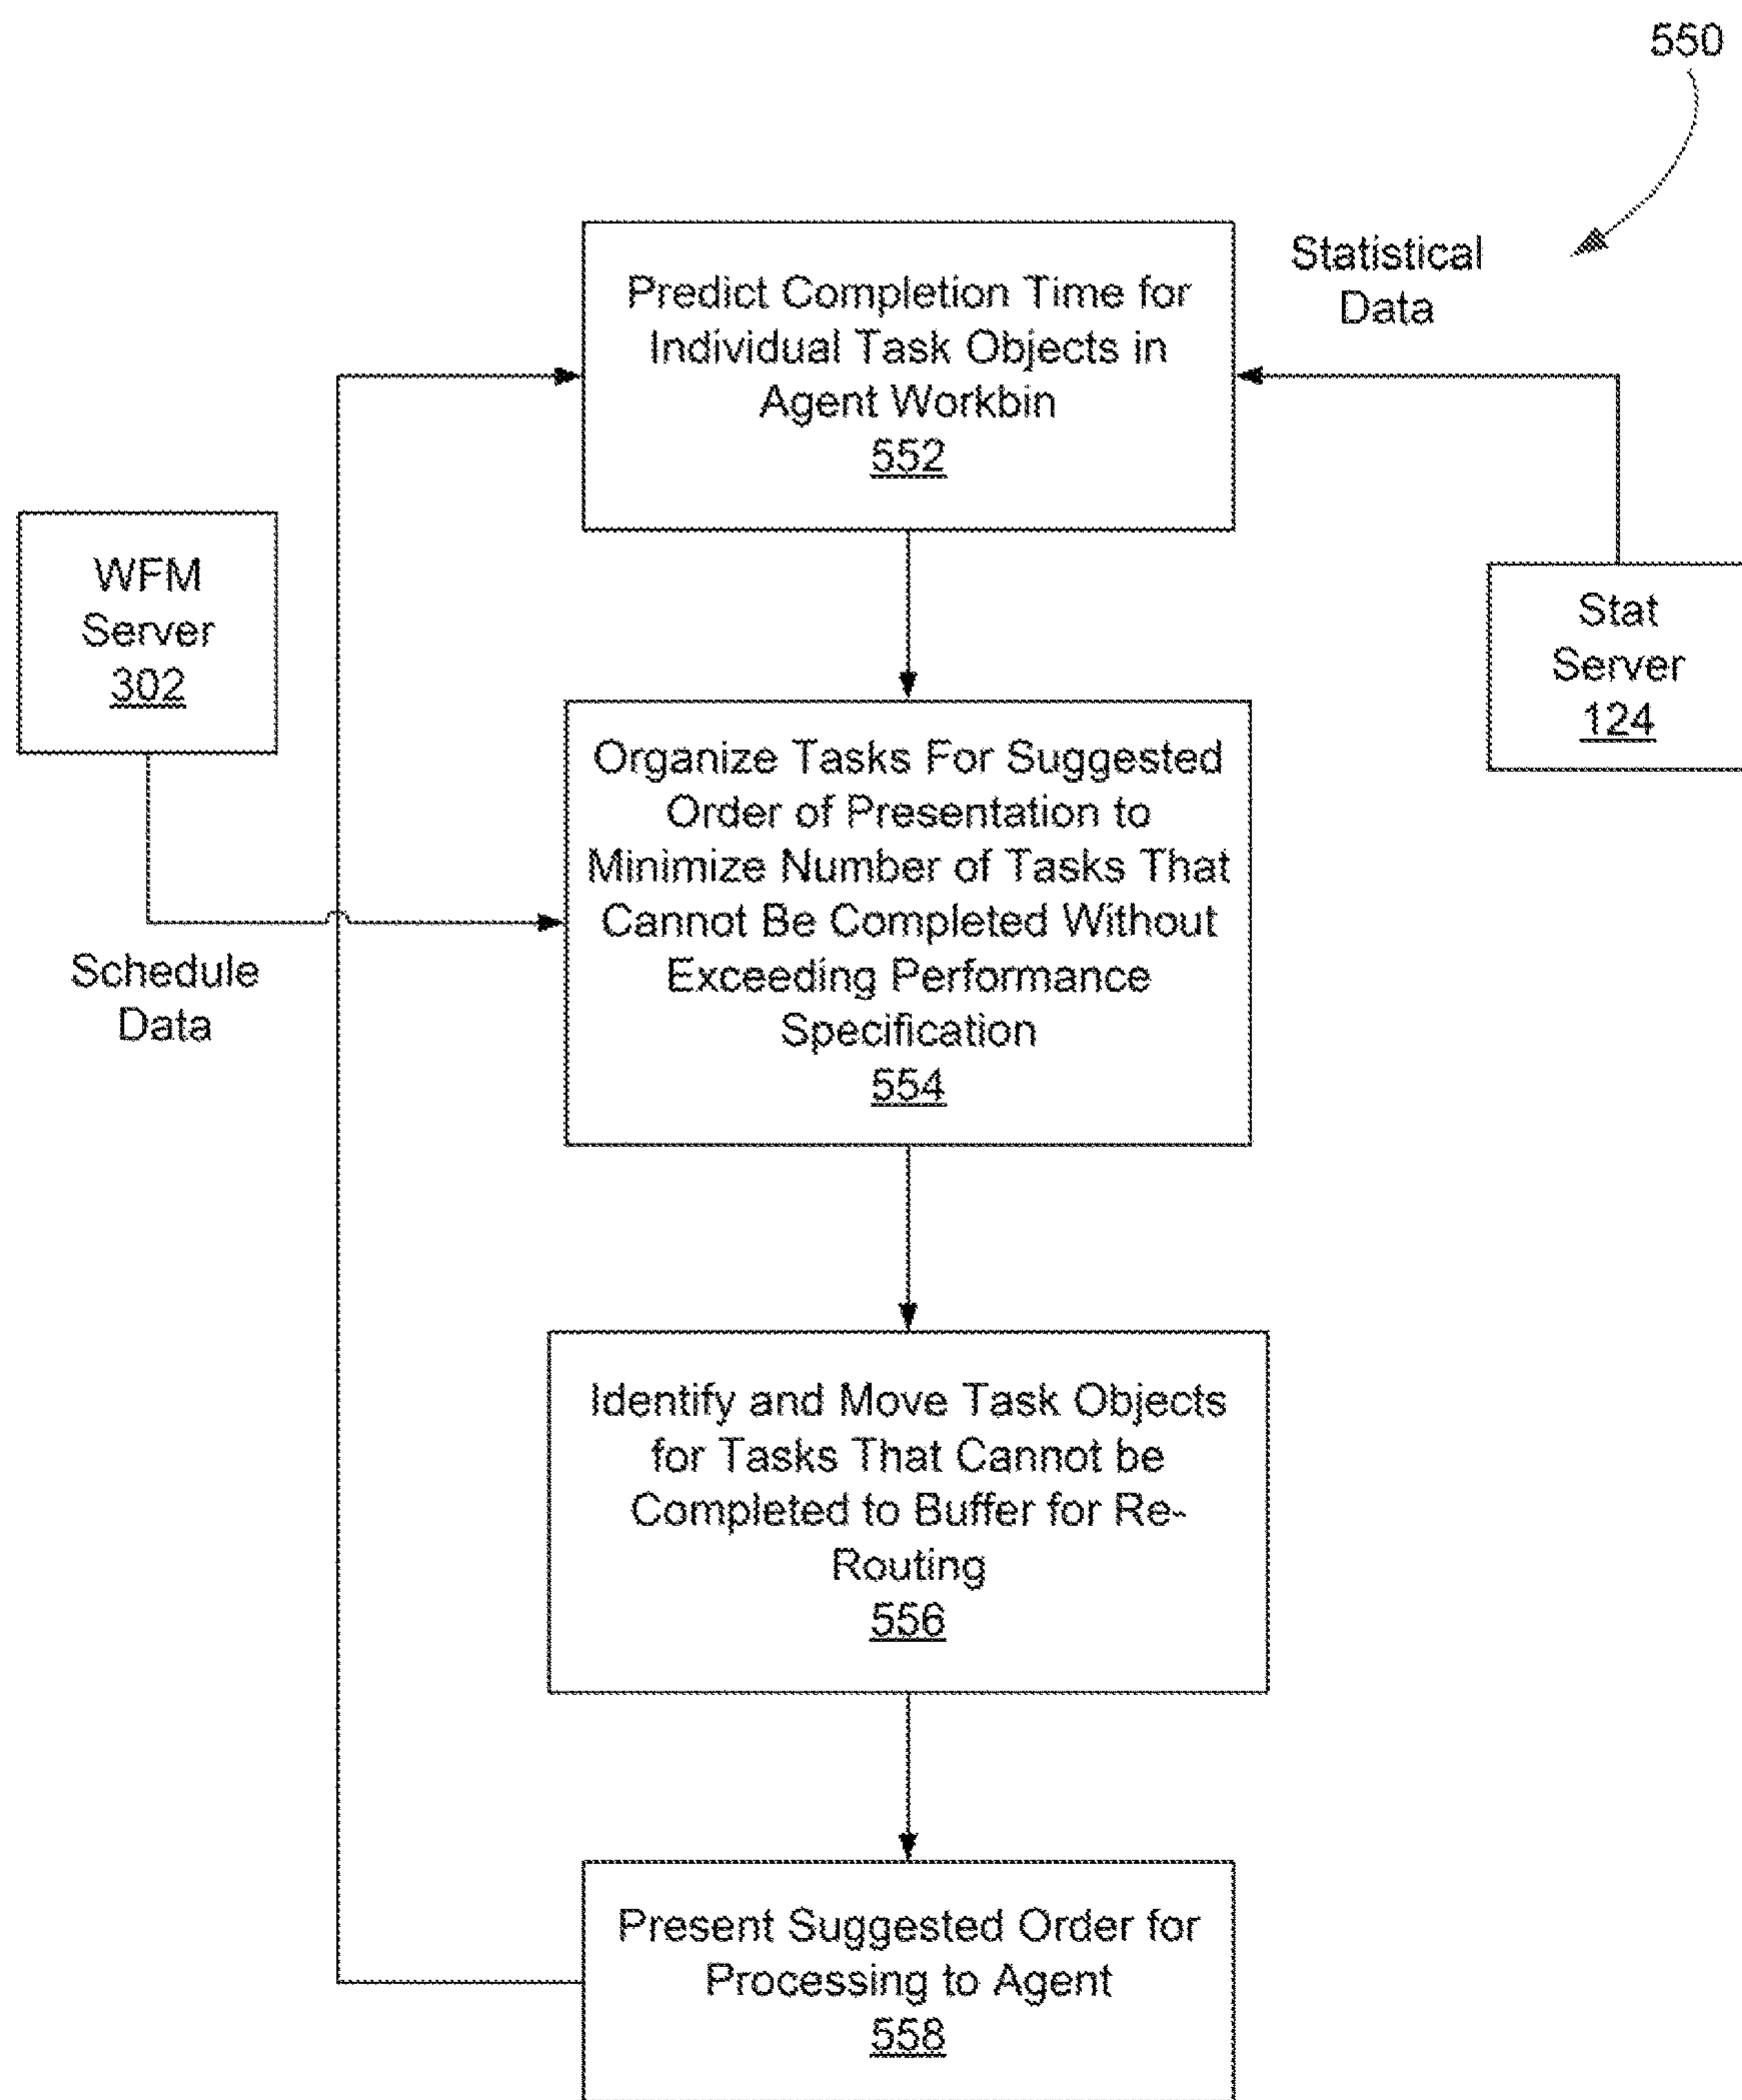 550
Statistical
Data
Predict Completion Time for
Individual Task Objects in
Agent Workbin
552
WFM
Server
302
Stat
Server
124
Schedule
Data
Organize Tasks For Suggested
Order of Presentation to
Minimize Number of Tasks That
Cannot Be Completed Without
Exceeding Performance
Specification
554
Identify and Move Task Objects
for Tasks That Cannot be
Completed to Buffer for Re-
Routing
556
Present Suggested Order for
Processing to Agent
558